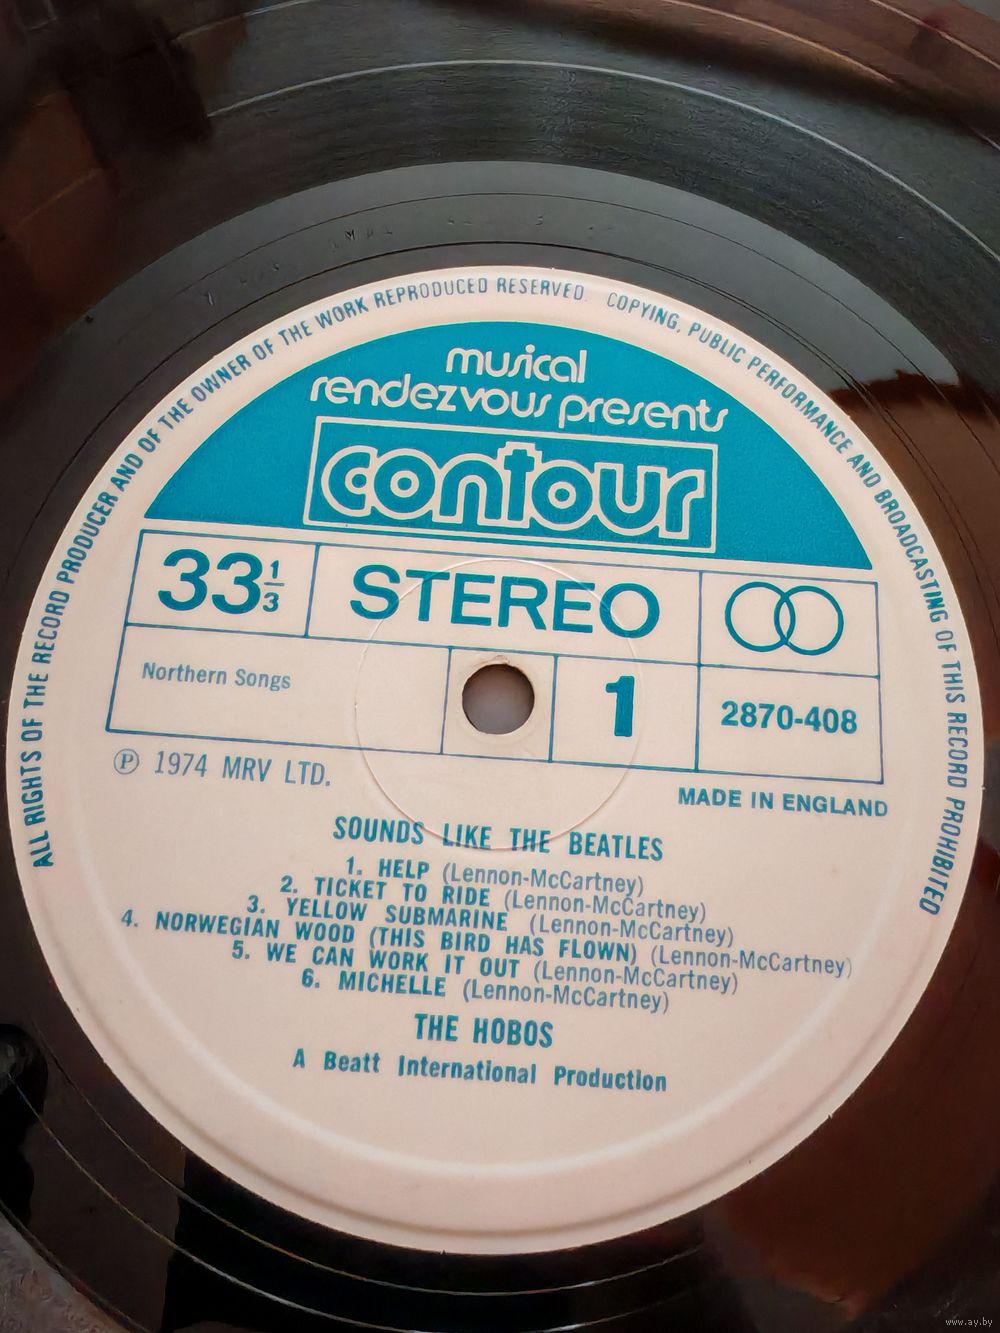 ALL RIGHTS OF THE RECORD PRODUCER AND OF THE OWNER OF THE WORK REPRODUCED RESERVED. COPYING, PUBLIC PERFORMANCE AND BROADCASTING OF THIS RECORD PROHIBITED
musical
rendezvous presents
contour
33 1/3
STEREO
Northern Songs
1
2870-408
Ⓟ 1974 MRV LTD.
MADE IN ENGLAND
SOUNDS LIKE THE BEATLES
1. HELP (Lennon-McCartney)
2. TICKET TO RIDE (Lennon-McCartney)
3. YELLOW SUBMARINE (Lennon-McCartney)
4. NORWEGIAN WOOD (THIS BIRD HAS FLOWN) (Lennon-McCartney)
5. WE CAN WORK IT OUT (Lennon-McCartney)
6. MICHELLE (Lennon-McCartney)
THE HOBOS
A Beatt International Production
www.ay.by